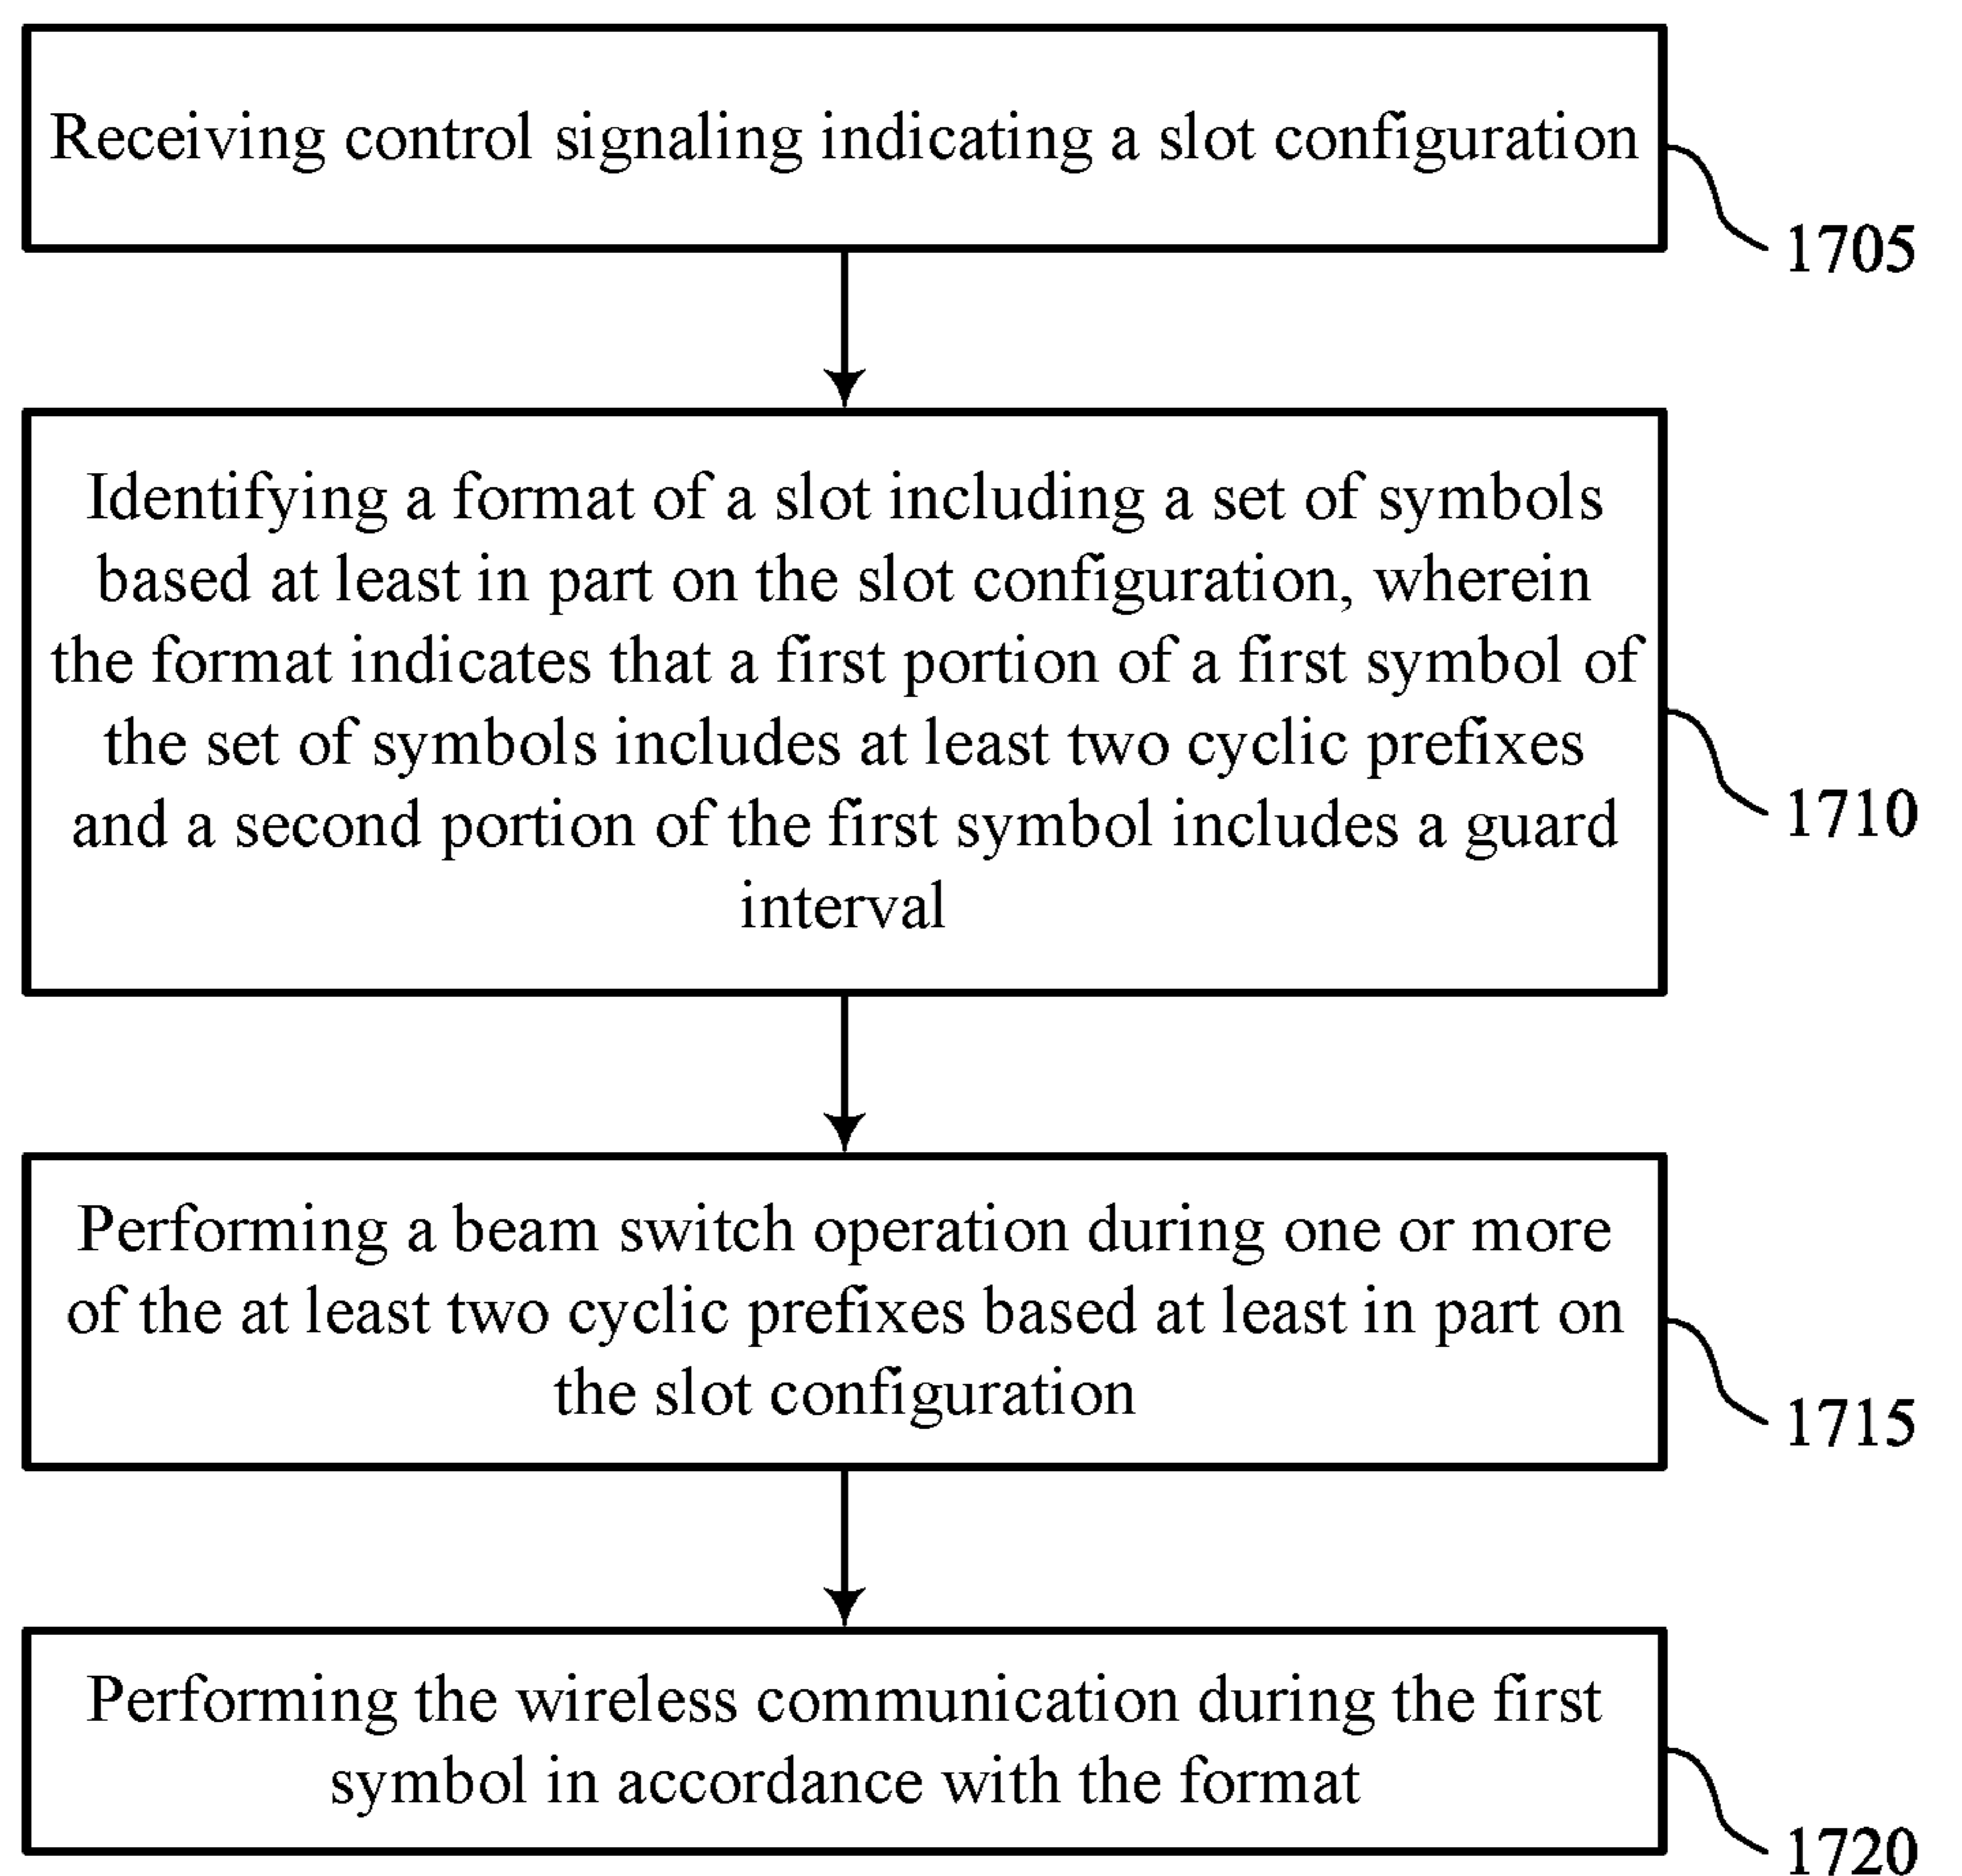 Receiving control signaling indicating a slot configuration
1705
Identifying a format of a slot including a set of symbols
based at least in part on the slot configuration, wherein
the format indicates that a first portion of a first symbol of
the set of symbols includes at least two cyclic prefixes
and a second portion of the first symbol includes a guard
interval
1710
Performing a beam switch operation during one or more
of the at least two cyclic prefixes based at least in part on
the slot configuration
1715
Performing the wireless communication during the first
symbol in accordance with the format
1720